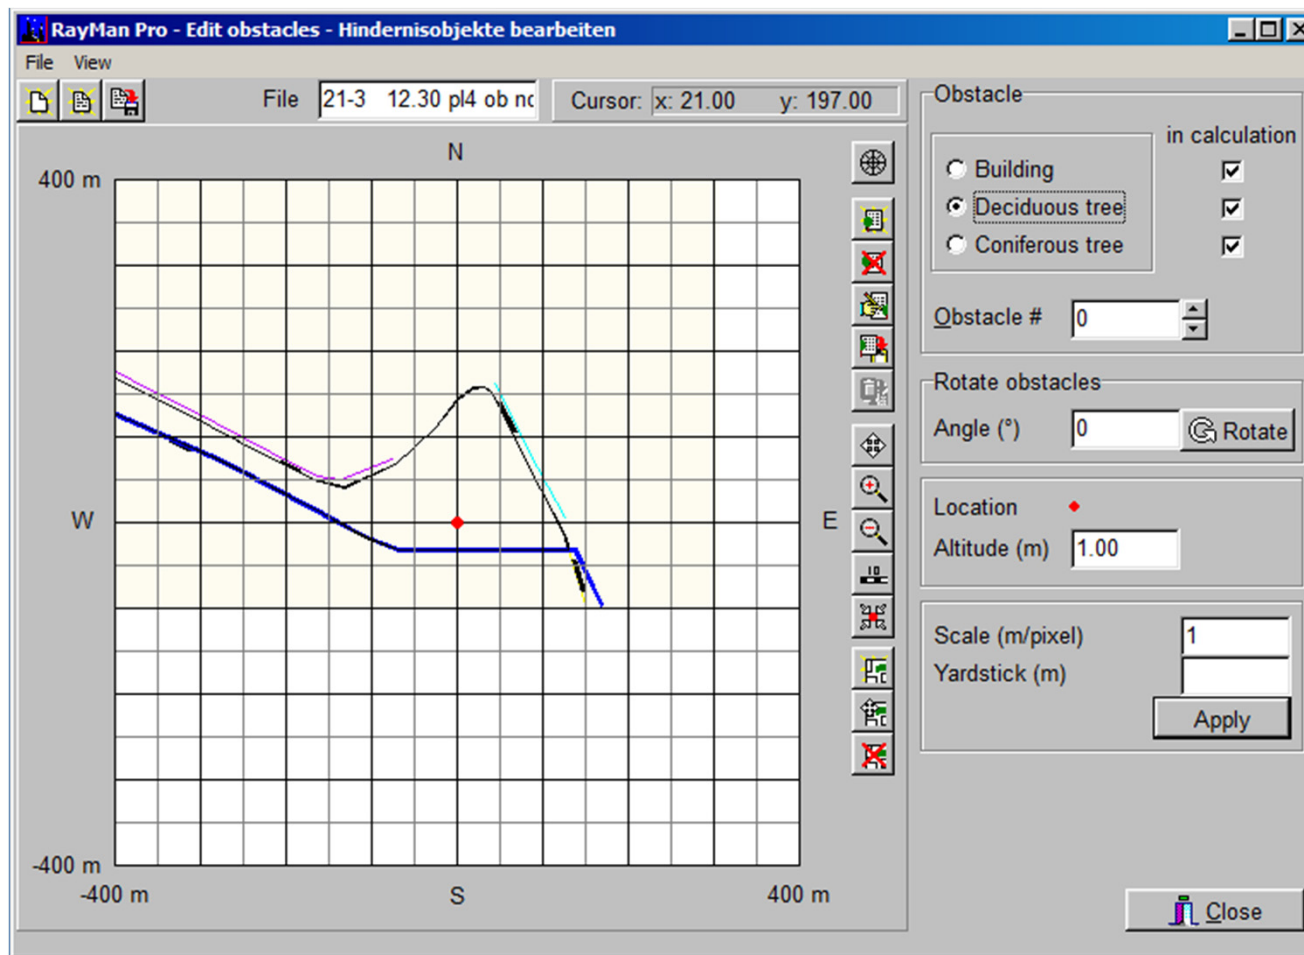 RayMan Pro - Edit obstacles - Hindernisobjekte bearbeiten
File View
File 21-3 12.30 pl4 ob Cursor: x: 21.00 y: 197.00
N
400 m
W
E
-400 m
-400 m S 400 m
Obstacle
in calculation
Building
Deciduous tree
Coniferous tree
Obstacle # 0
Rotate obstacles
Angle (°) 0 Rotate
Location
Altitude (m) 1.00
Scale (m/pixel) 1
Yardstick (m)
Apply
10
Close